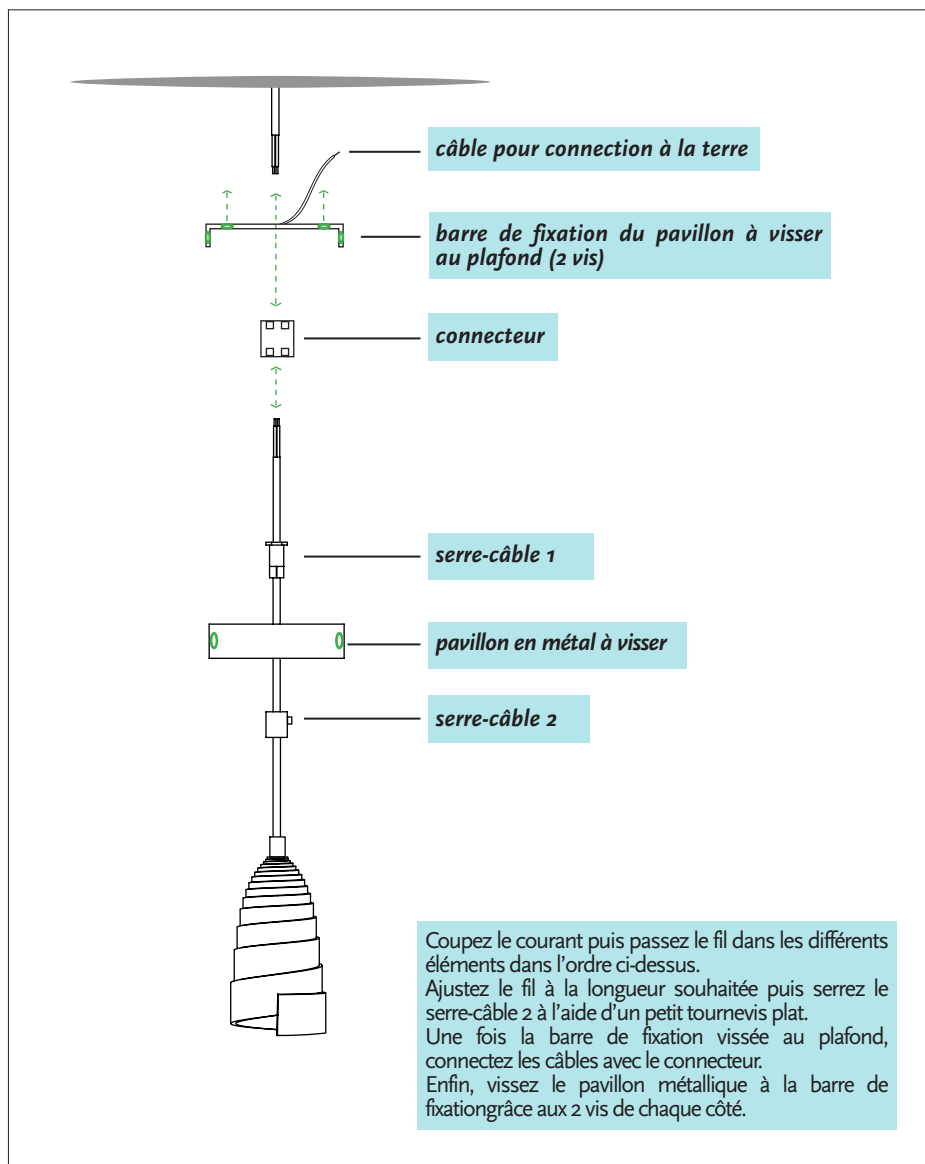 câble pour connection à la terre
barre de fixation du pavillon à visser
au plafond (2 vis)
connecteur
serre-câble 1
pavillon en métal à visser
serre-câble 2
Coupez le courant puis passez le fil dans les différents
éléments dans l'ordre ci-dessus.
Ajustez le fil à la longueur souhaitée puis serrez le
serre-câble 2 à l'aide d'un petit tournevis plat.
Une fois la barre de fixation vissée au plafond,
connectez les câbles avec le connecteur.
Enfin, vissez le pavillon métallique à la barre de
fixationgrâce aux 2 vis de chaque côté.